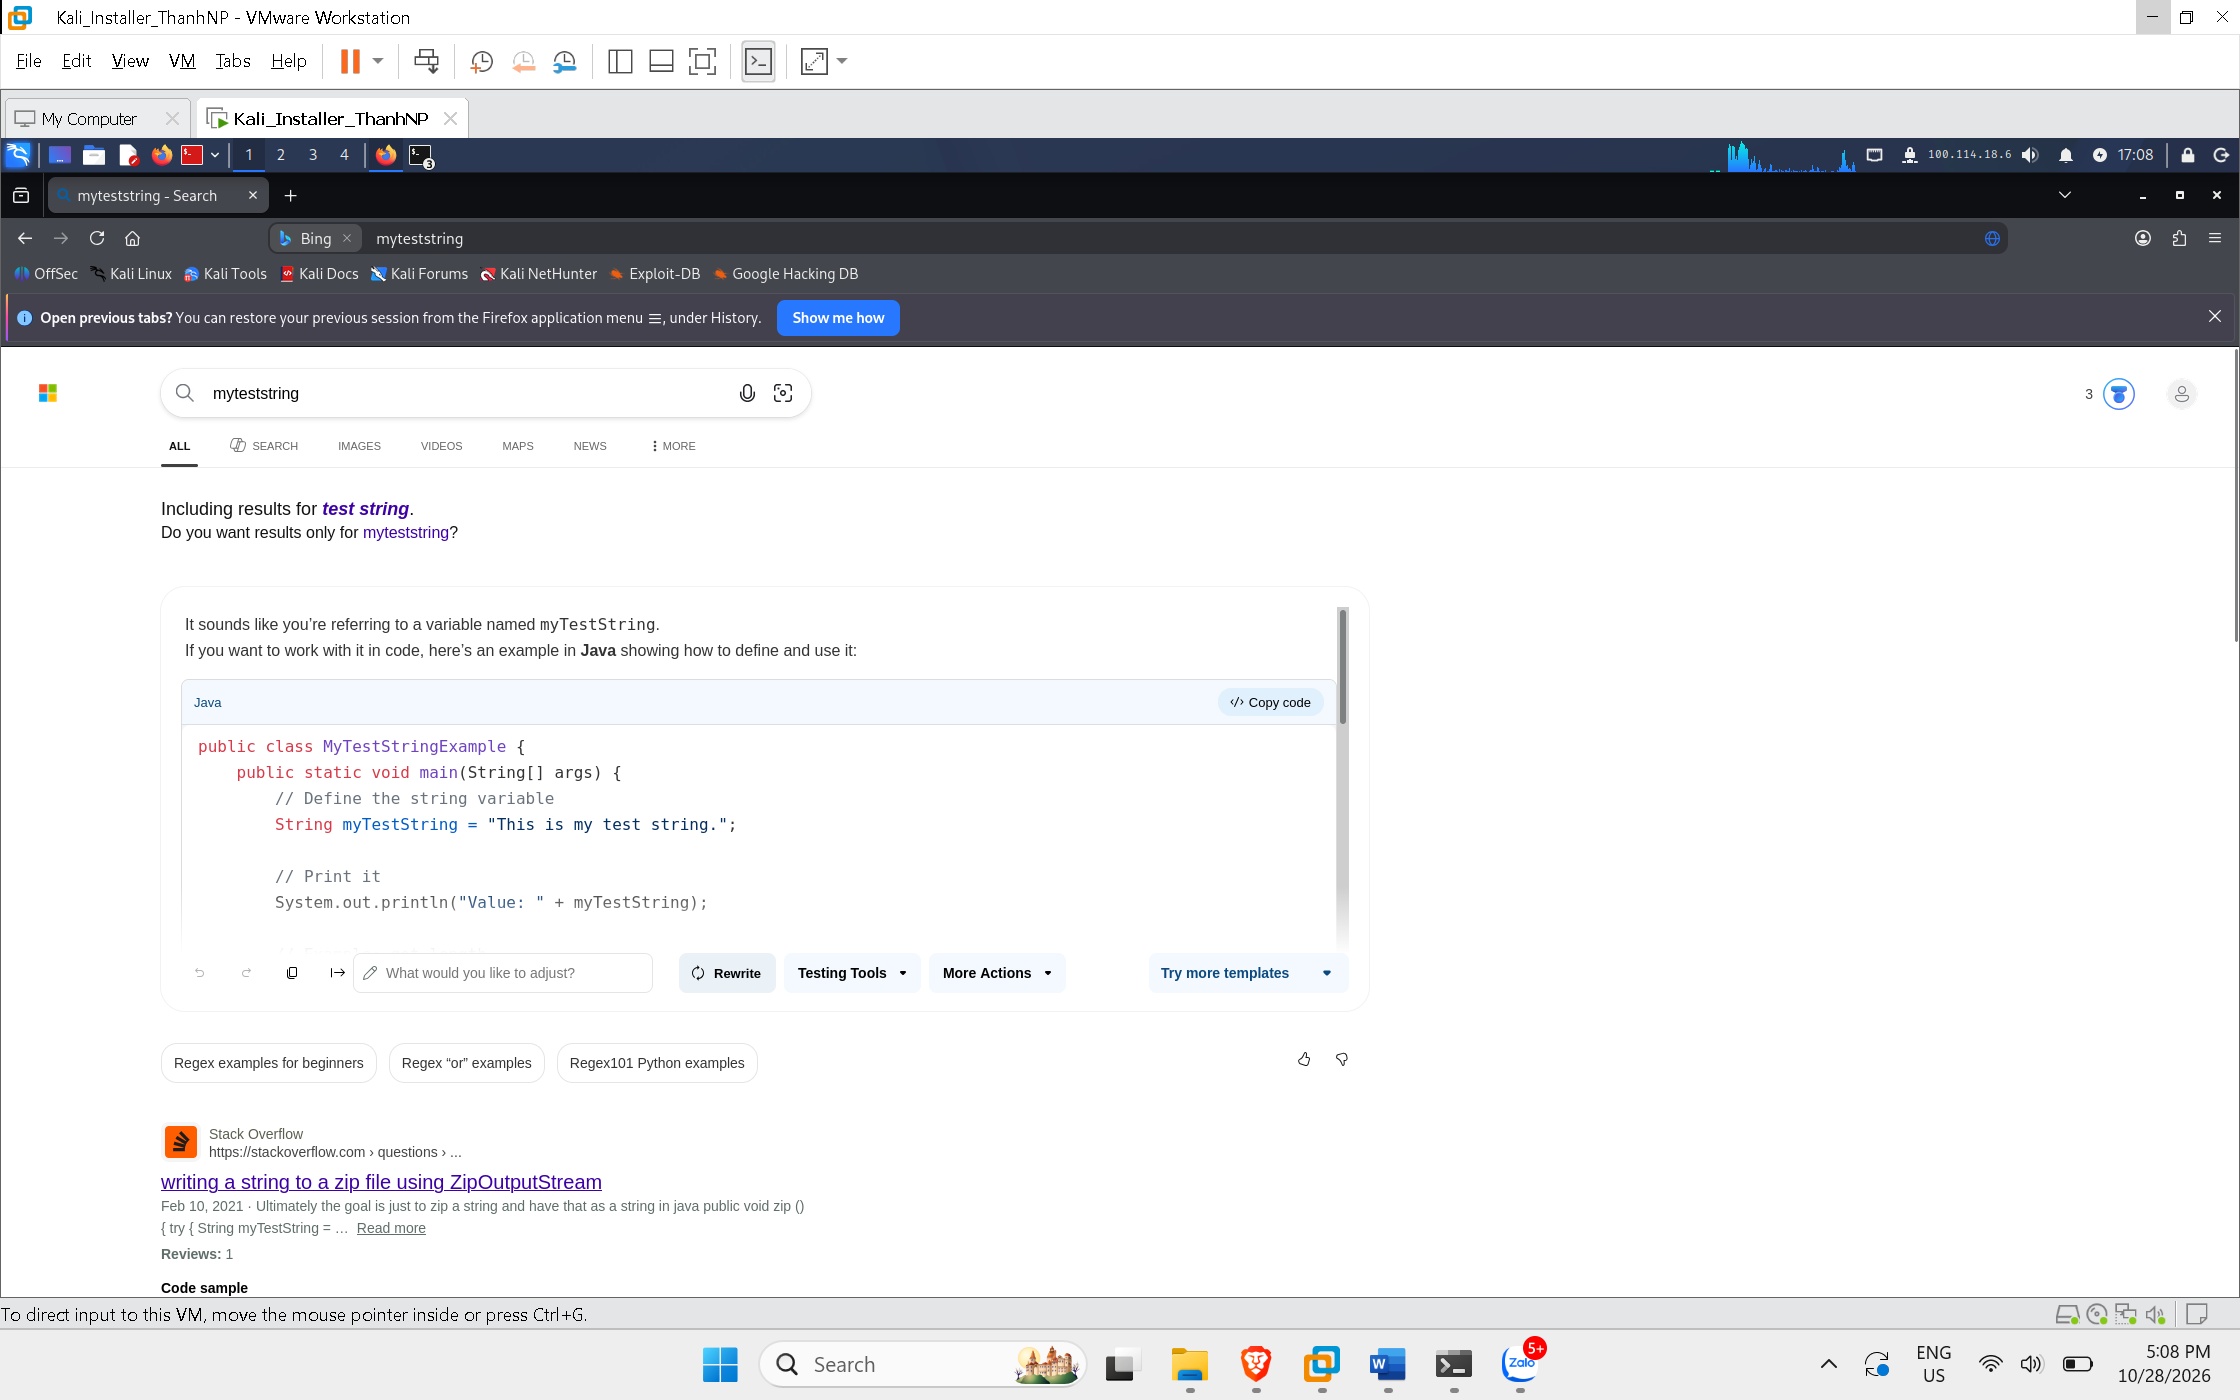 Kali_Installer_ThanhNP - VMware Workstation
File Edit View VM Tabs Help
My Computer
Kali_Installer_ThanhNP
1 2 3 4
3
100.114.18.6
17:08
myteststring - Search
Bing
myteststring
OffSec Kali Linux Kali Tools Kali Docs Kali Forums Kali NetHunter Exploit-DB Google Hacking DB
Open previous tabs? You can restore your previous session from the Firefox application menu ☰, under History.
Show me how
myteststring
3
ALL SEARCH IMAGES VIDEOS MAPS NEWS MORE
Including results for test string.
Do you want results only for myteststring?
It sounds like you’re referring to a variable named myTestString.
If you want to work with it in code, here’s an example in Java showing how to define and use it:
Java
Copy code
public class MyTestStringExample {
public static void main(String[] args) {
// Define the string variable
String myTestString = "This is my test string.";
// Print it
System.out.println("Value: " + myTestString);
What would you like to adjust?
Rewrite
Testing Tools
More Actions
Try more templates
Regex examples for beginners
Regex “or” examples
Regex101 Python examples
Stack Overflow
https://stackoverflow.com › questions › ...
writing a string to a zip file using ZipOutputStream
Feb 10, 2021 · Ultimately the goal is just to zip a string and have that as a string in java public void zip ()
{ try { String myTestString = … Read more
Reviews: 1
Code sample
To direct input to this VM, move the mouse pointer inside or press Ctrl+G.
Search
W
Zalo
5+
ENG
US
5:08 PM
10/28/2026